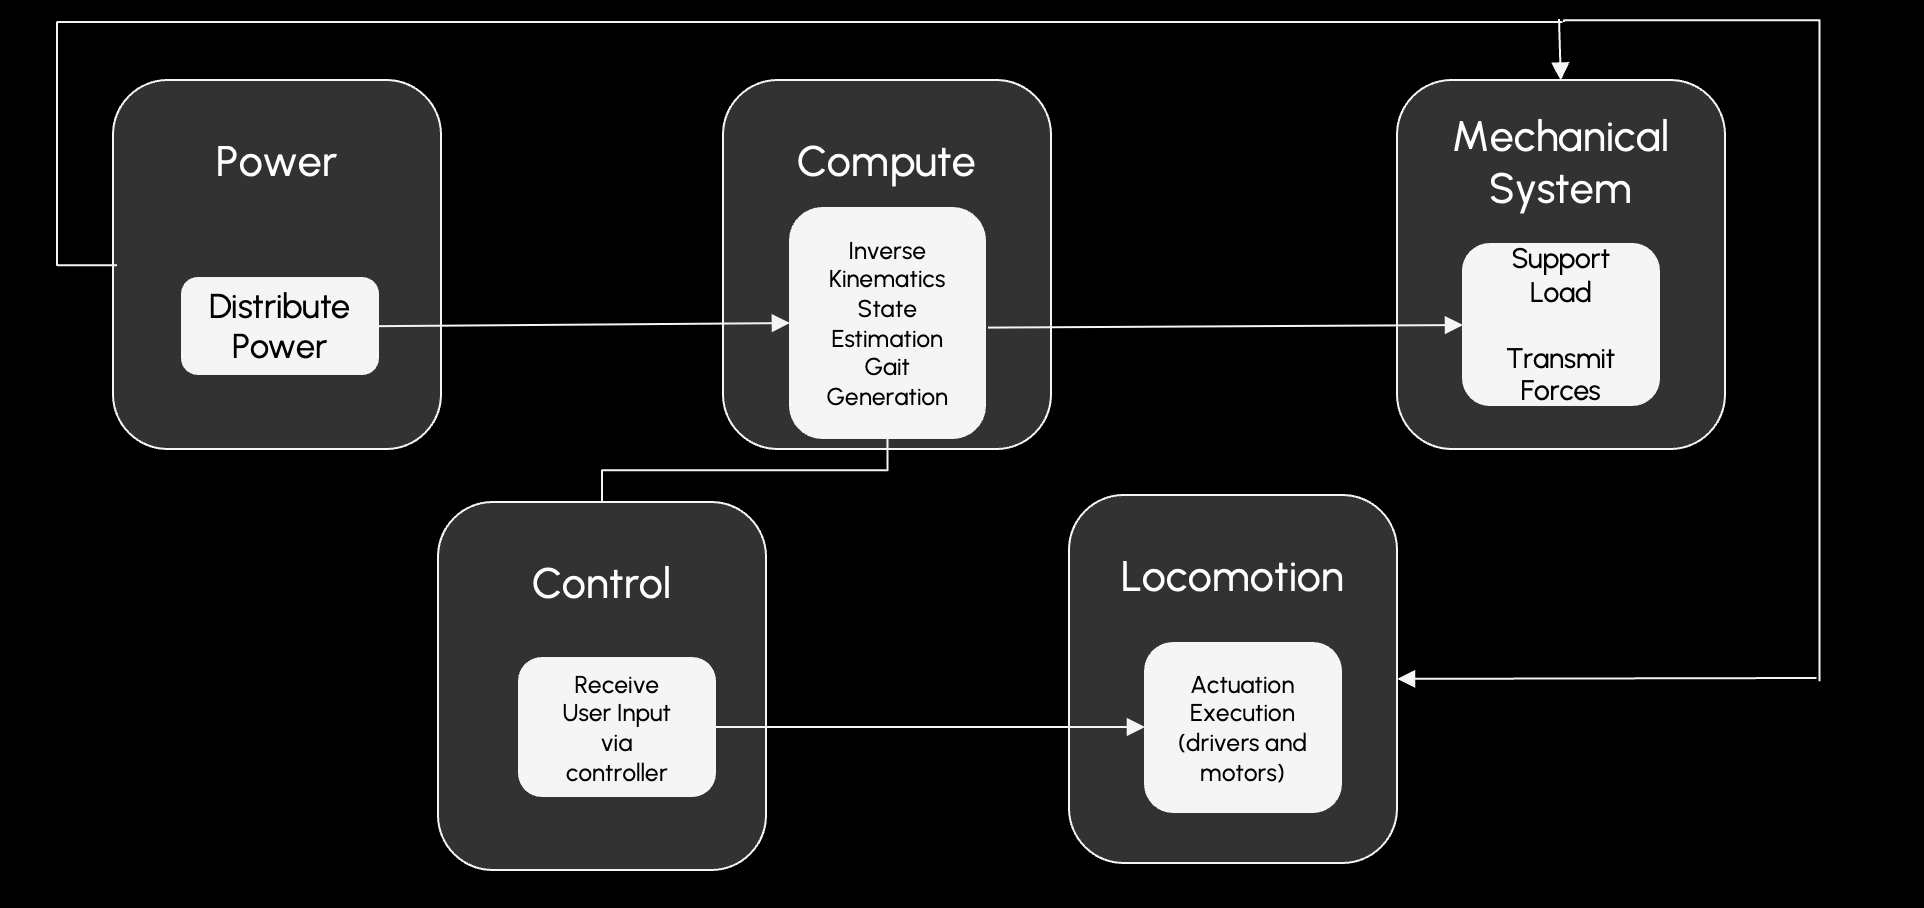 Power
Distribute
Power
Compute
Inverse
Kinematics
State
Estimation
Gait
Generation
Mechanical
System
Support
Load
Transmit
Forces
Control
Receive
User Input
via
controller
Locomotion
Actuation
Execution
(drivers and
motors)